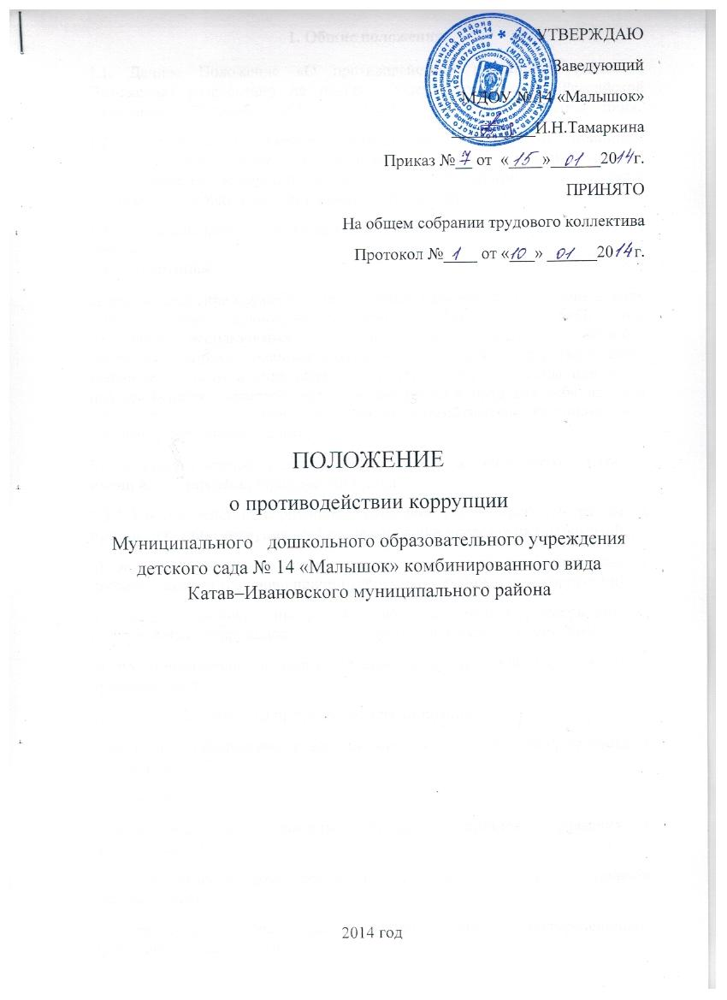 УТВЕРЖДАЮ
Заведующий
МДОУ № 14 «Малышок»
__________И.Н.Тамаркина
Приказ № 7 от «15» 01 2014г.
ПРИНЯТО
На общем собрании трудового коллектива
Протокол № 1 от «10» 01 2014г.
ПОЛОЖЕНИЕ
о противодействии коррупции
Муниципального дошкольного образовательного учреждения
детского сада № 14 «Малышок» комбинированного вида
Катав–Ивановского муниципального района
2014 год